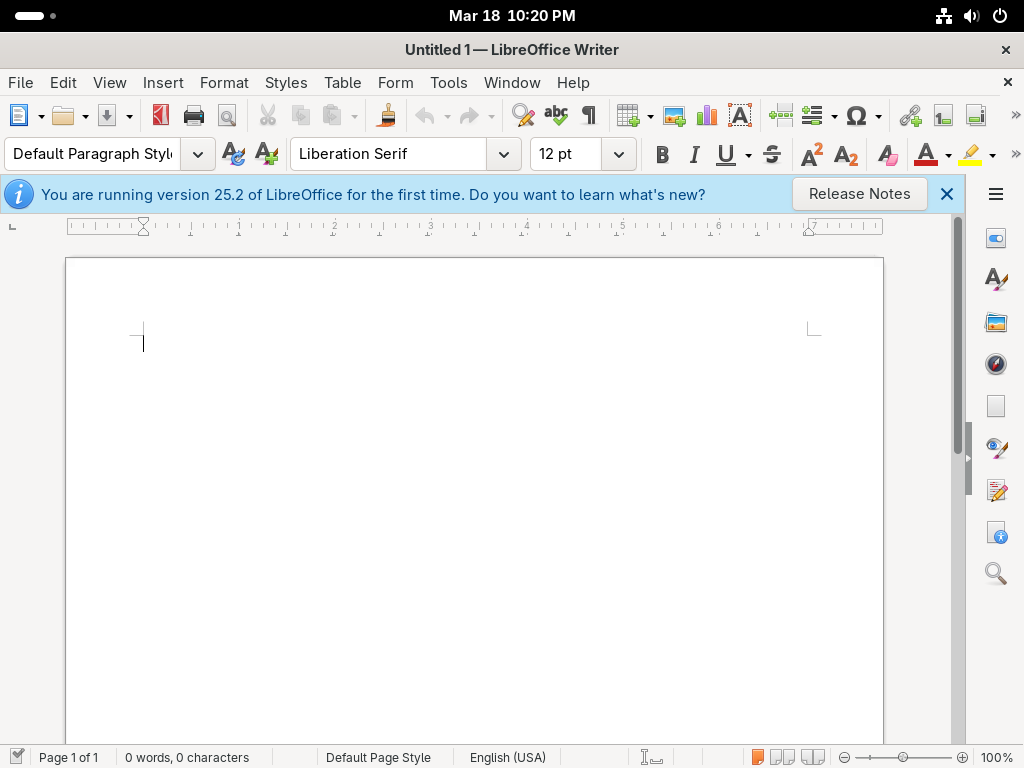 Mar 18 10:20 PM
Untitled 1 — LibreOffice Writer
File Edit View Insert Format Styles Table Form Tools Window Help
Default Paragraph Styl Liberation Serif 12 pt
You are running version 25.2 of LibreOffice for the first time. Do you want to learn what's new? Release Notes
1 2 3 4 5 6 7
Page 1 of 1 0 words, 0 characters Default Page Style English (USA) 100%